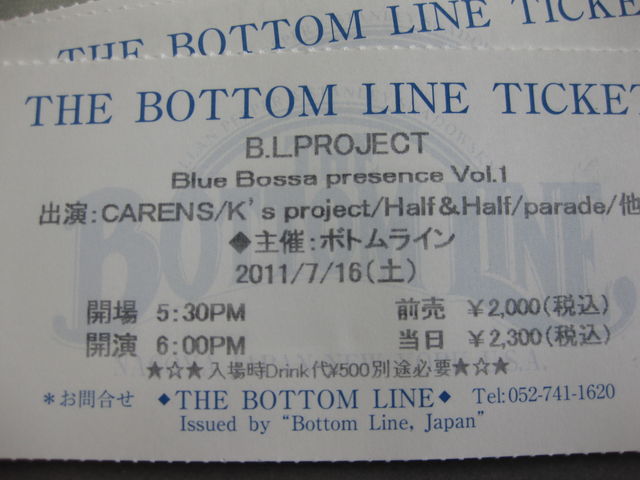 THE BOTTOM LINE TICKE
THE BOTTOM LINE TICKET
B.L.PROJECT
Blue Bossa presence Vol.1
出演:CARENS/K's project/Half&Half/parade/他
◆主催:ボトムライン
2011/7/16(土)
開場 5:30PM 前売 ¥2,000(税込)
開演 6:00PM 当日 ¥2,300(税込)
★☆★入場時Drink代¥500別途必要★☆★
*お問合せ ◆THE BOTTOM LINE◆ Tel:052-741-1620
Issued by "Bottom Line, Japan"